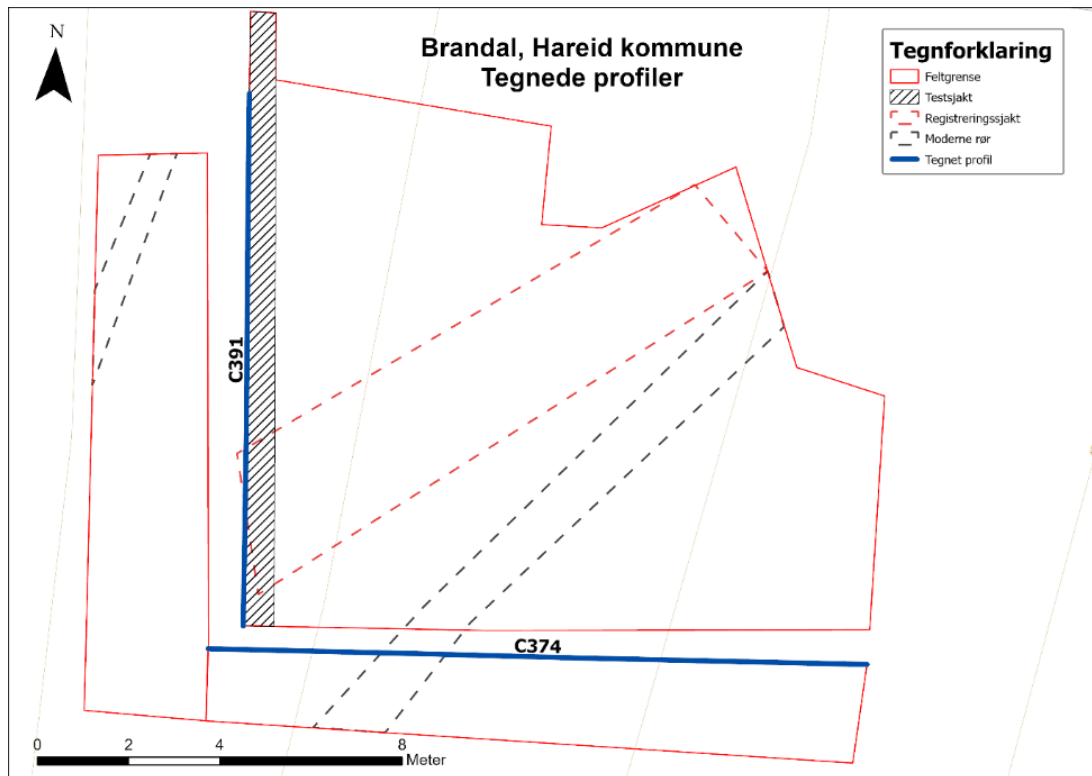 N
Brandal, Hareid kommune
Tegnede profiler
Tegnforklaring
Feltgrense
Testsjakt
Registreringssjakt
Moderne rør
Tegnet profil
C391
C374
0 2 4 8
Meter